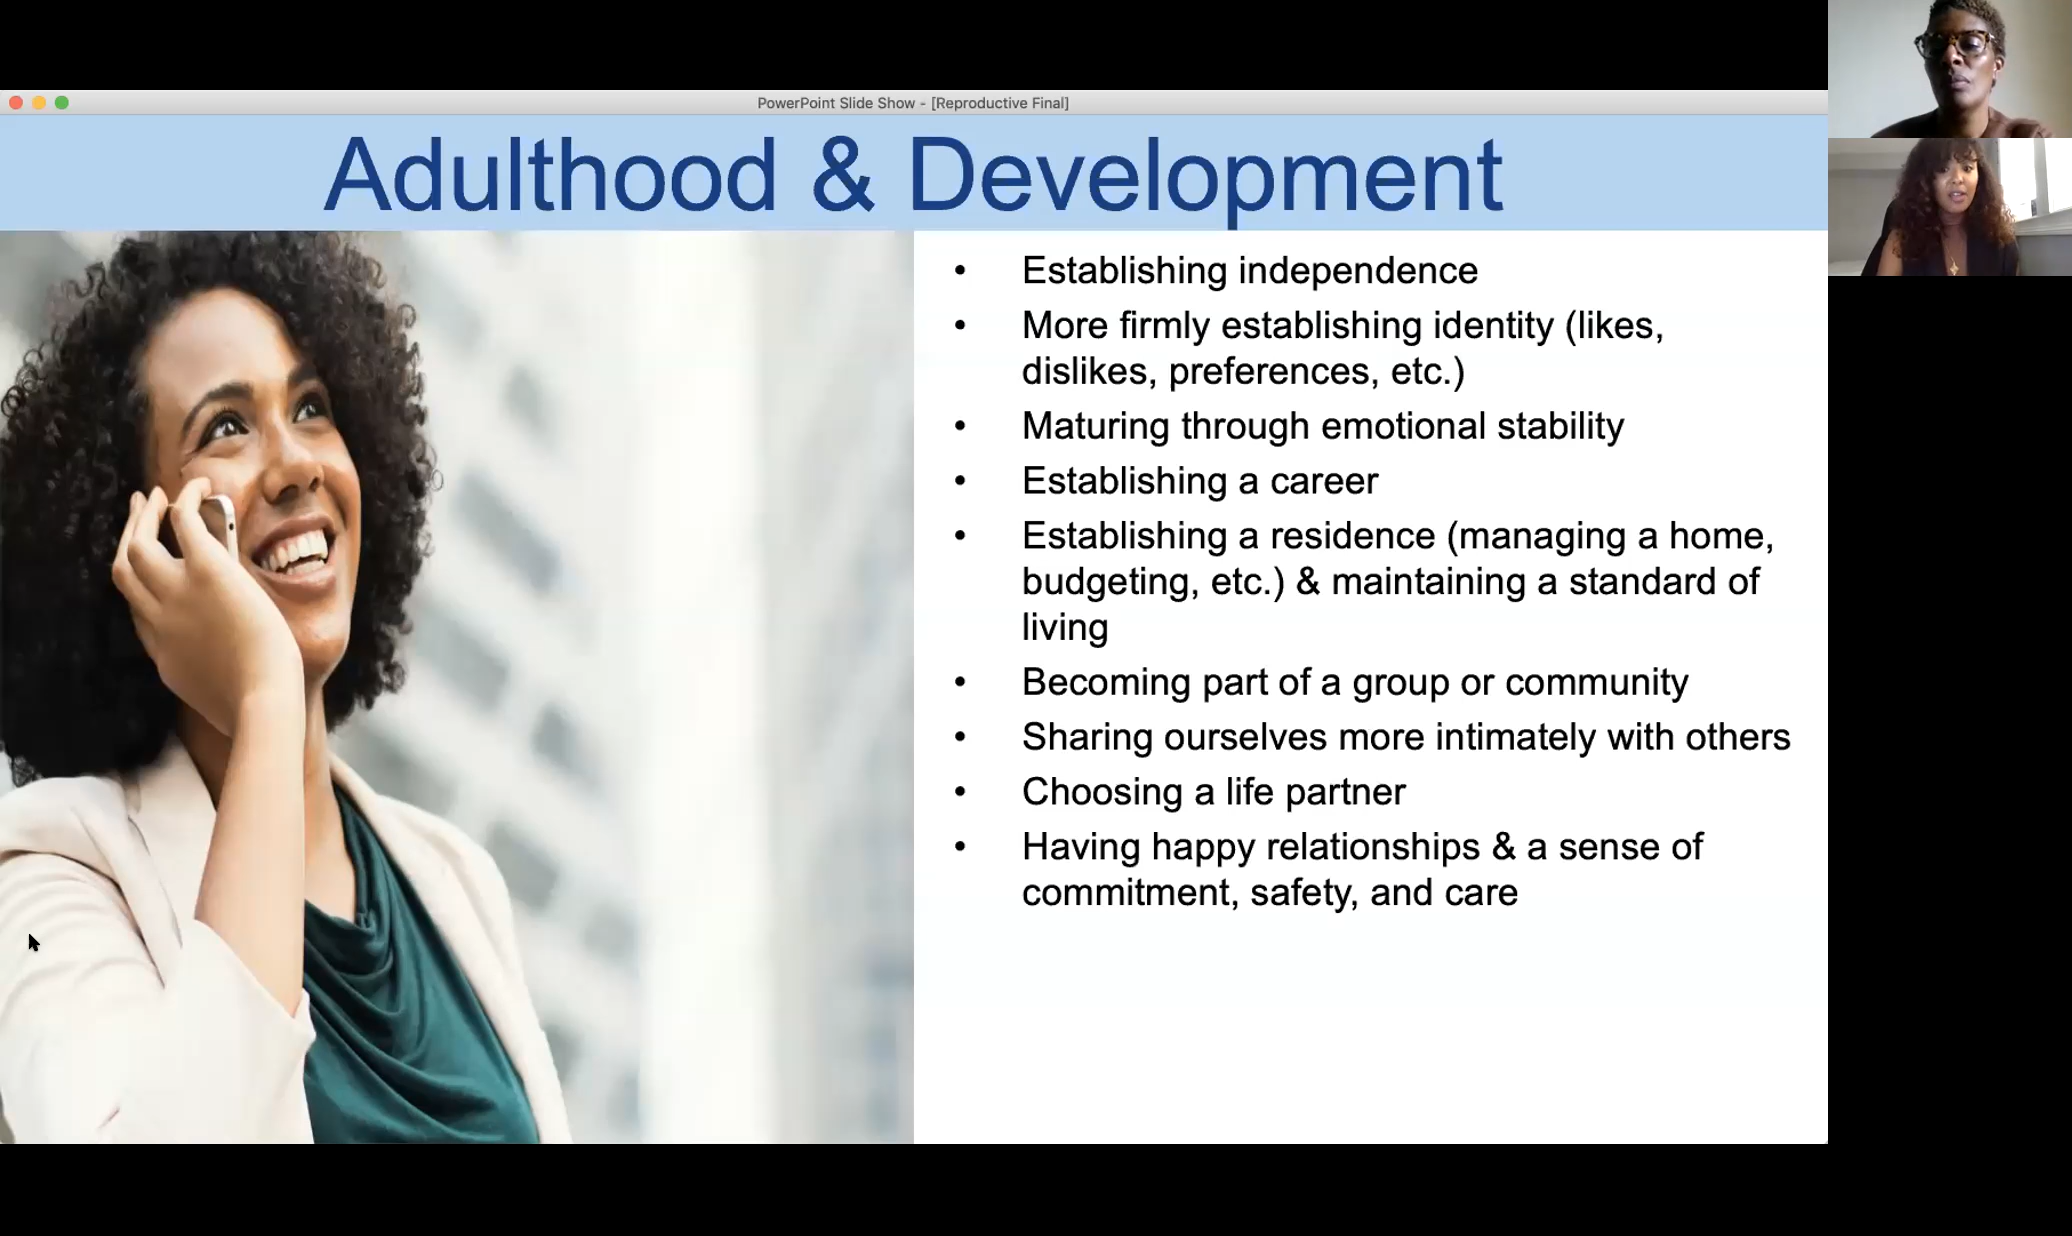 PowerPoint Slide Show - [Reproductive Final]
Adulthood & Development
• Establishing independence
• More firmly establishing identity (likes,
dislikes, preferences, etc.)
• Maturing through emotional stability
• Establishing a career
• Establishing a residence (managing a home,
budgeting, etc.) & maintaining a standard of
living
• Becoming part of a group or community
• Sharing ourselves more intimately with others
• Choosing a life partner
• Having happy relationships & a sense of
commitment, safety, and care